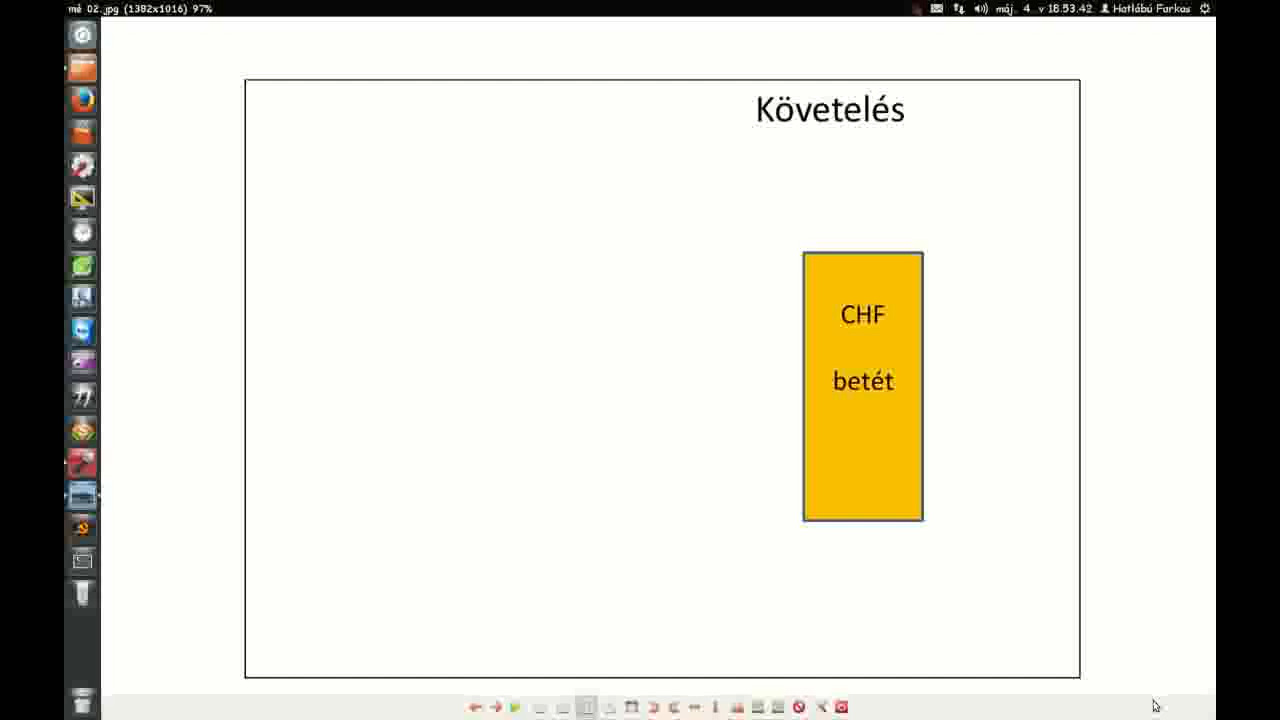 mé 02.jpg (1382x1016) 97%
máj. 4 v 18.53.42 Hatlábú Farkas
Követelés
CHF
betét